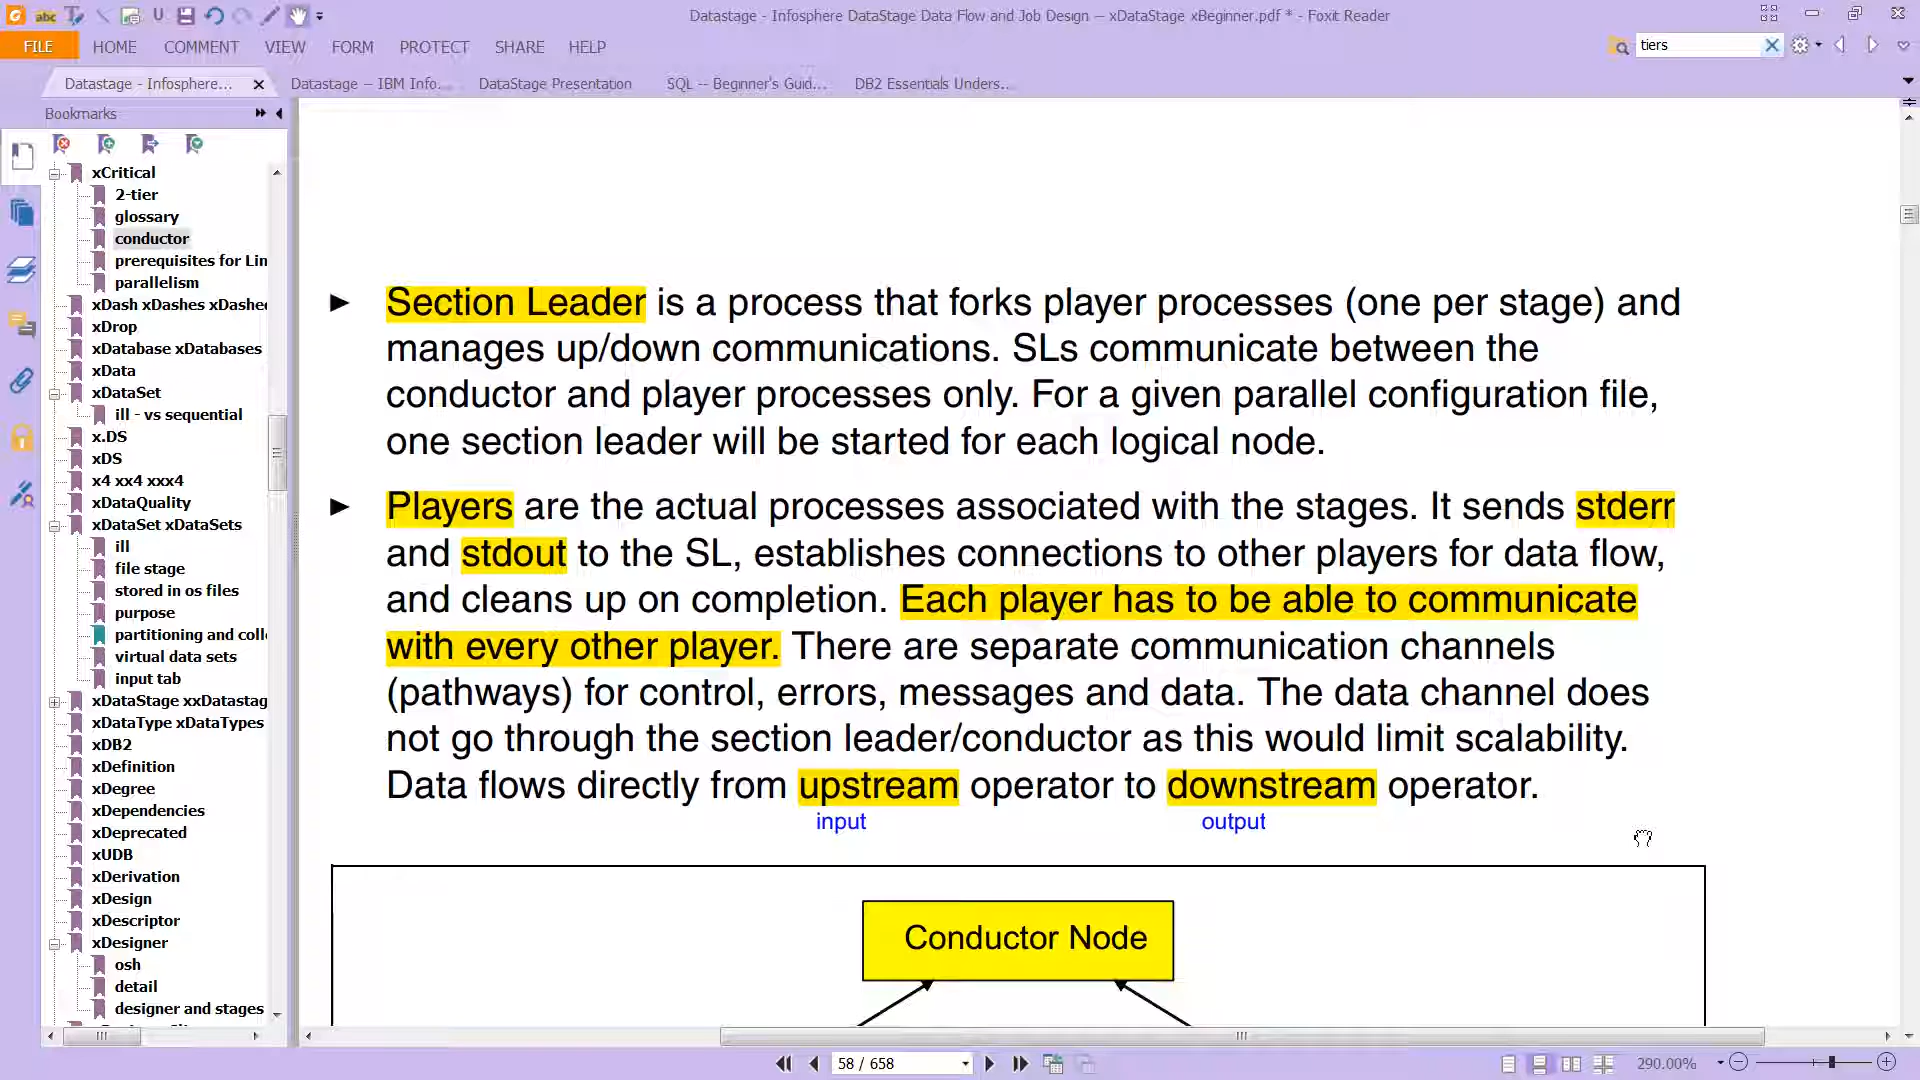 Datastage - Infosphere DataStage Data Flow and Job Design -- xDataStage xBeginner.pdf * - Foxit Reader
FILE HOME COMMENT VIEW FORM PROTECT SHARE HELP
tiers
Datastage - Infosphere... Datastage -- IBM Info... DataStage Presentation SQL -- Beginner's Guid... DB2 Essentials Unders...
Bookmarks
xCritical
2-tier
glossary
conductor
prerequisites for Lin
parallelism
xDash xDashes xDashed
xDrop
xDatabase xDatabases
xData
xDataSet
ill - vs sequential
x.DS
xDS
x4 xx4 xxx4
xDataQuality
xDataSet xDataSets
ill
file stage
stored in os files
purpose
partitioning and colle
virtual data sets
input tab
xDataStage xxDatastag
xDataType xDataTypes
xDB2
xDefinition
xDegree
xDependencies
xDeprecated
xUDB
xDerivation
xDesign
xDescriptor
xDesigner
osh
detail
designer and stages
► Section Leader is a process that forks player processes (one per stage) and
manages up/down communications. SLs communicate between the
conductor and player processes only. For a given parallel configuration file,
one section leader will be started for each logical node.
► Players are the actual processes associated with the stages. It sends stderr
and stdout to the SL, establishes connections to other players for data flow,
and cleans up on completion. Each player has to be able to communicate
with every other player. There are separate communication channels
(pathways) for control, errors, messages and data. The data channel does
not go through the section leader/conductor as this would limit scalability.
Data flows directly from upstream operator to downstream operator.
input output
Conductor Node
58 / 658
290.00%